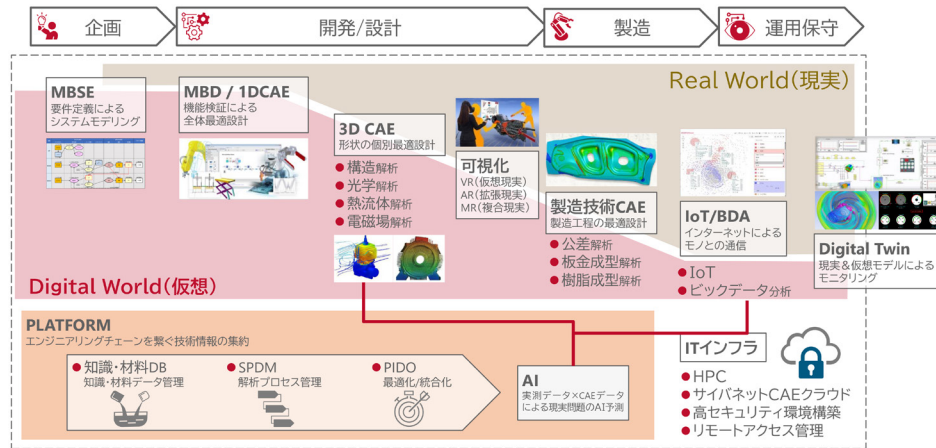 企画
開発/設計
製造
運用保守
Real World(現実)
MBSE
要件定義による
システムモデリング
MBD / 1DCAE
機能検証による
全体最適設計
3D CAE
形状の個別最適設計
● 構造解析
● 光学解析
● 熱流体解析
● 電磁場解析
可視化
VR(仮想現実)
AR(拡張現実)
MR(複合現実)
製造技術CAE
製造工程の最適設計
● 公差解析
● 板金成型解析
● 樹脂成型解析
IoT/BDA
インターネットによる
モノとの通信
● IoT
● ビックデータ分析
Digital Twin
現実&仮想モデルによる
モニタリング
Digital World(仮想)
PLATFORM
エンジニアリングチェーンを繋ぐ技術情報の集約
● 知識・材料DB
知識・材料データ管理
● SPDM
解析プロセス管理
● PIDO
最適化/統合化
AI
実測データ×CAEデータ
による現実問題のAI予測
ITインフラ
● HPC
● サイバネットCAEクラウド
● 高セキュリティ環境構築
● リモートアクセス管理